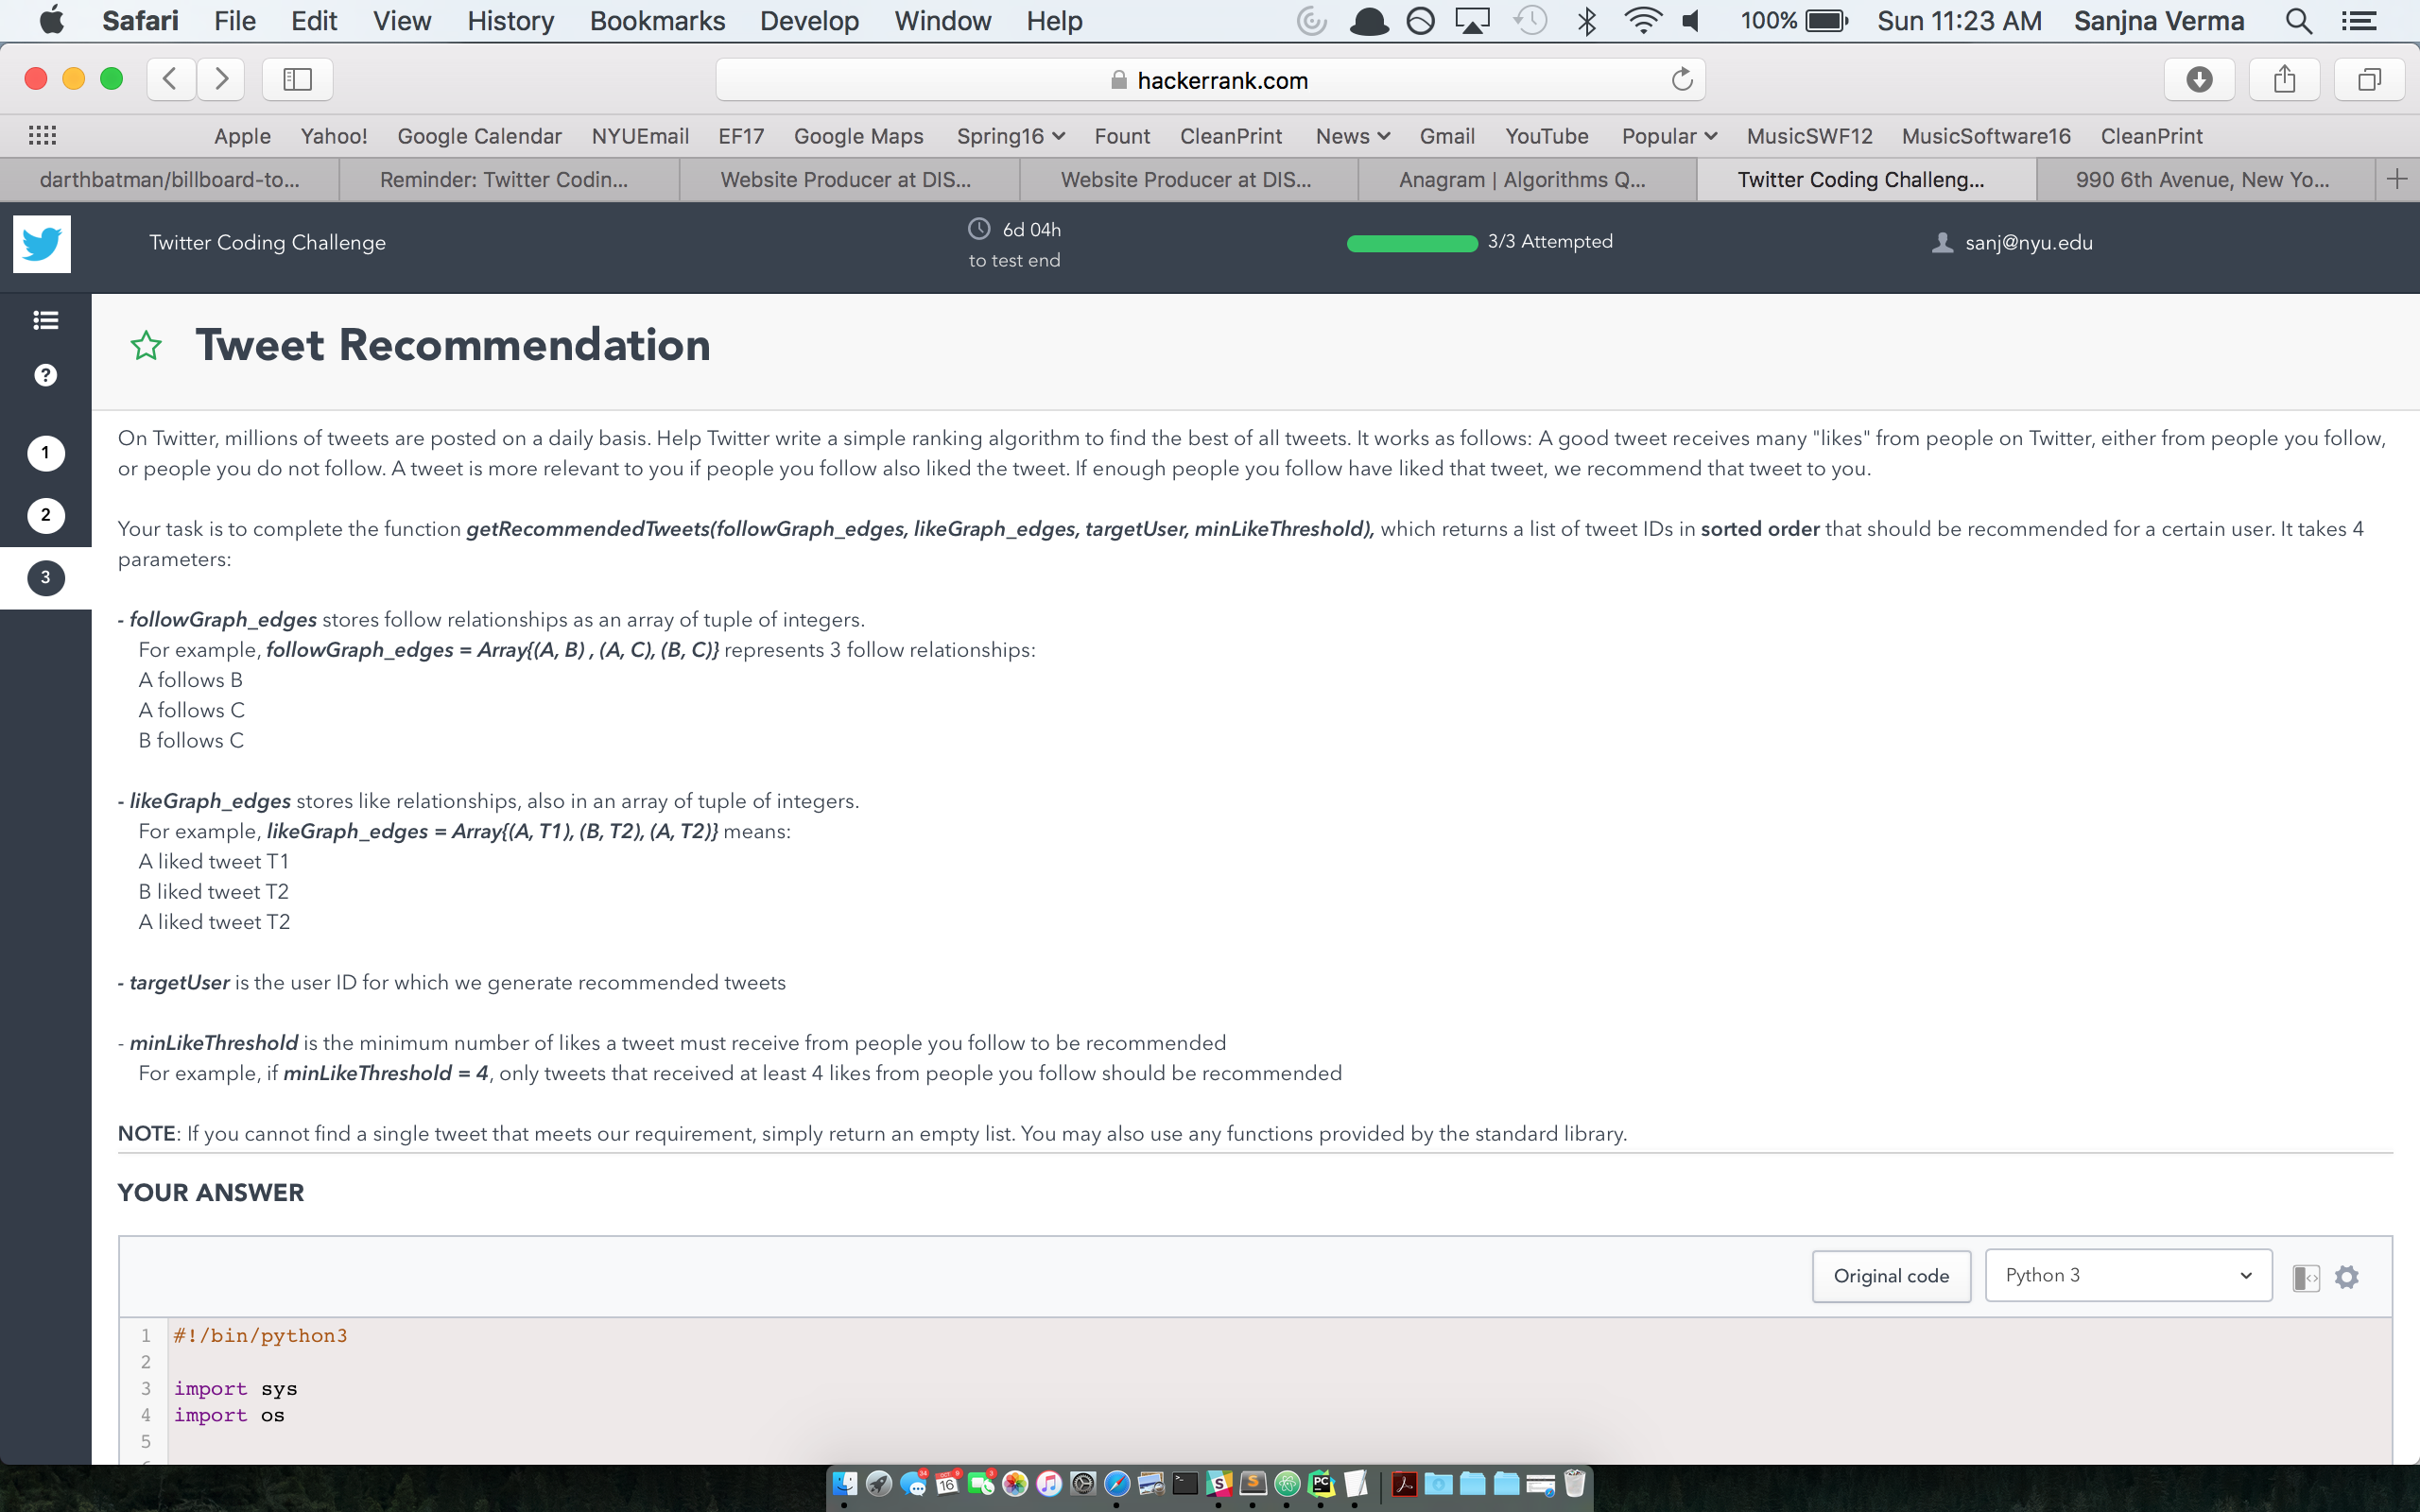 Safari File Edit View History Bookmarks Develop Window Help 100% Sun 11:23 AM Sanjna Verma
hackerrank.com
Apple Yahoo! Google Calendar NYUEmail EF17 Google Maps Spring16 Fount CleanPrint News Gmail YouTube Popular MusicSWF12 MusicSoftware16 CleanPrint
darthbatman/billboard-to... Reminder: Twitter Codin... Website Producer at DIS... Website Producer at DIS... Anagram | Algorithms Q... Twitter Coding Challeng... 990 6th Avenue, New Yo...
Twitter Coding Challenge 6d 04h 3/3 Attempted sanj@nyu.edu
to test end
Tweet Recommendation
?
1
2
3
On Twitter, millions of tweets are posted on a daily basis. Help Twitter write a simple ranking algorithm to find the best of all tweets. It works as follows: A good tweet receives many "likes" from people on Twitter, either from people you follow,
or people you do not follow. A tweet is more relevant to you if people you follow also liked the tweet. If enough people you follow have liked that tweet, we recommend that tweet to you.
Your task is to complete the function getRecommendedTweets(followGraph_edges, likeGraph_edges, targetUser, minLikeThreshold), which returns a list of tweet IDs in sorted order that should be recommended for a certain user. It takes 4
parameters:
- followGraph_edges stores follow relationships as an array of tuple of integers.
For example, followGraph_edges = Array{(A, B) , (A, C), (B, C)} represents 3 follow relationships:
A follows B
A follows C
B follows C
- likeGraph_edges stores like relationships, also in an array of tuple of integers.
For example, likeGraph_edges = Array{(A, T1), (B, T2), (A, T2)} means:
A liked tweet T1
B liked tweet T2
A liked tweet T2
- targetUser is the user ID for which we generate recommended tweets
- minLikeThreshold is the minimum number of likes a tweet must receive from people you follow to be recommended
For example, if minLikeThreshold = 4, only tweets that received at least 4 likes from people you follow should be recommended
NOTE: If you cannot find a single tweet that meets our requirement, simply return an empty list. You may also use any functions provided by the standard library.
YOUR ANSWER
Original code Python 3
1 #!/bin/python3
2
3 import sys
4 import os
5